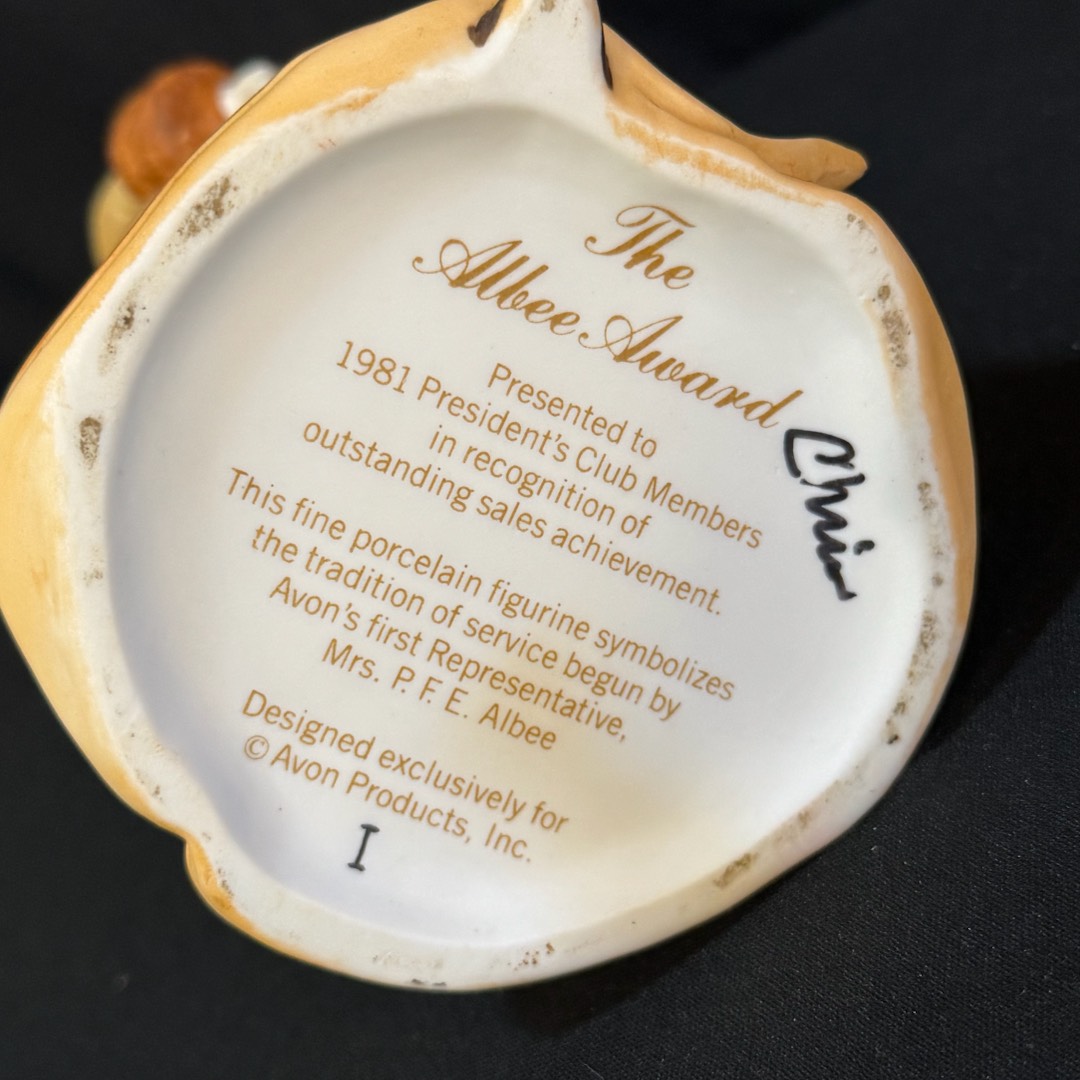 The
Albee Award
Presented to
1981 President's Club Members
in recognition of
outstanding sales achievement.
This fine porcelain figurine symbolizes
the tradition of service begun by
Avon's first Representative,
Mrs. P. F. E. Albee
Designed exclusively for
© Avon Products, Inc.
I
Chris